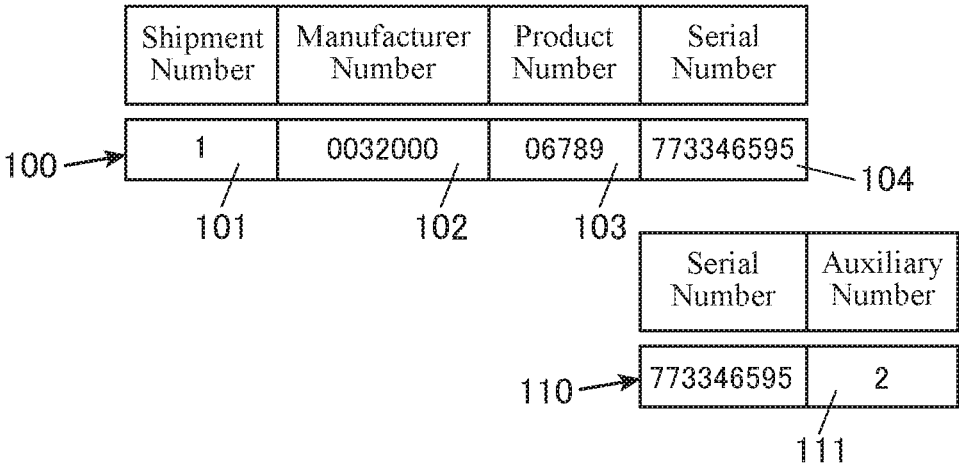 Shipment Number Manufacturer Number Product Number Serial Number
100 1 0032000 06789 773346595
101 102 103 104
Serial Number Auxiliary Number
110 773346595 2
111